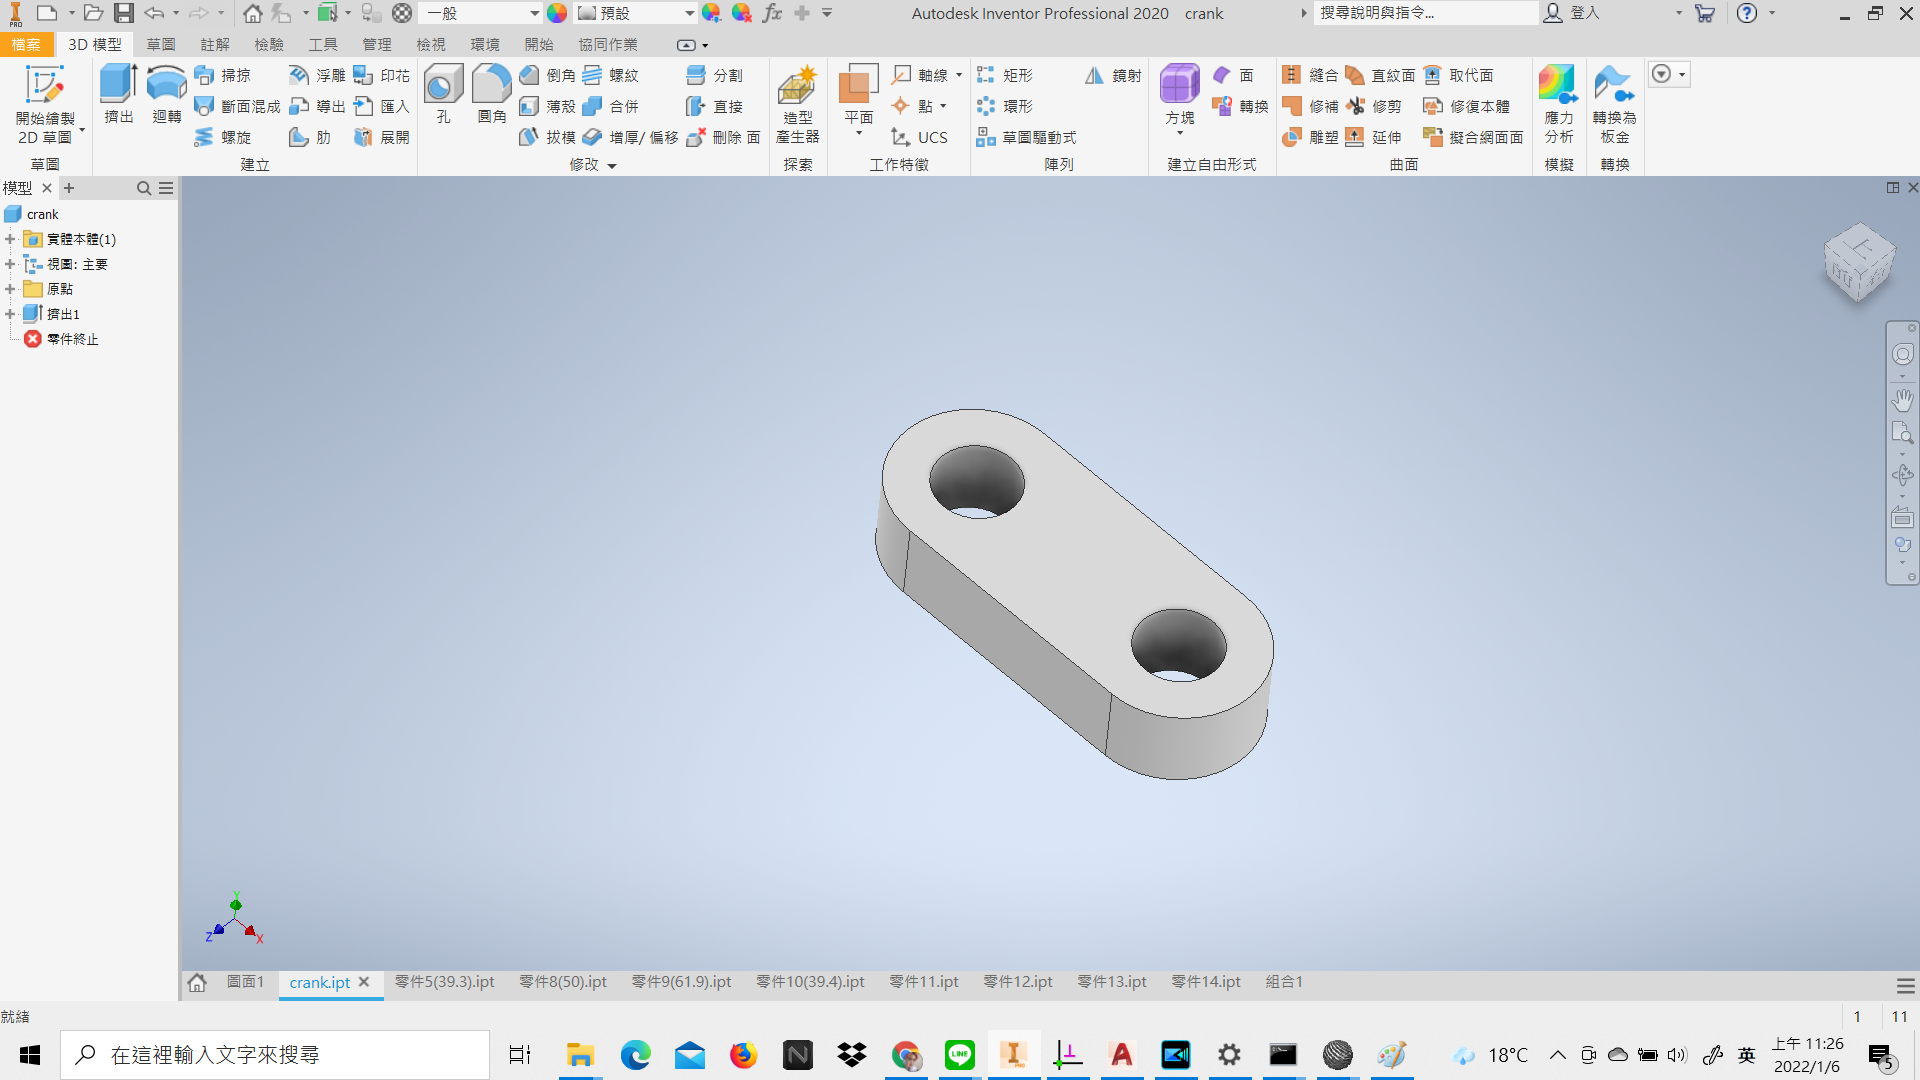 PRO 一般 預設 fx Autodesk Inventor Professional 2020 crank 搜尋說明與指令... 登入
檔案 3D 模型 草圖 註解 檢驗 工具 管理 檢視 環境 開始 協同作業
開始繪製
2D 草圖
草圖
擠出 迴轉 掃掠 浮雕 印花
斷面混成 導出 匯入
螺旋 肋 展開
建立
孔 圓角 倒角 螺紋 分割
薄殼 合併 直接
拔模 增厚/ 偏移 刪除 面
修改
造型
產生器
探索
平面 軸線
點
UCS
工作特徵
矩形 鏡射
環形
草圖驅動式
陣列
方塊 面
轉換
建立自由形式
縫合 直紋面 取代面
修補 修剪 修復本體
雕塑 延伸 擬合網面面
曲面
應力
分析
模擬
轉換為
板金
轉換
模型
crank
實體本體(1)
視圖: 主要
原點
擠出1
零件終止
上
Y
Z
X
圖面1 crank.ipt 零件5(39.3).ipt 零件8(50).ipt 零件9(61.9).ipt 零件10(39.4).ipt 零件11.ipt 零件12.ipt 零件13.ipt 零件14.ipt 組合1
就緒 1 11
在這裡輸入文字來搜尋 LINE 18°C 英 上午 11:26
2022/1/6 5